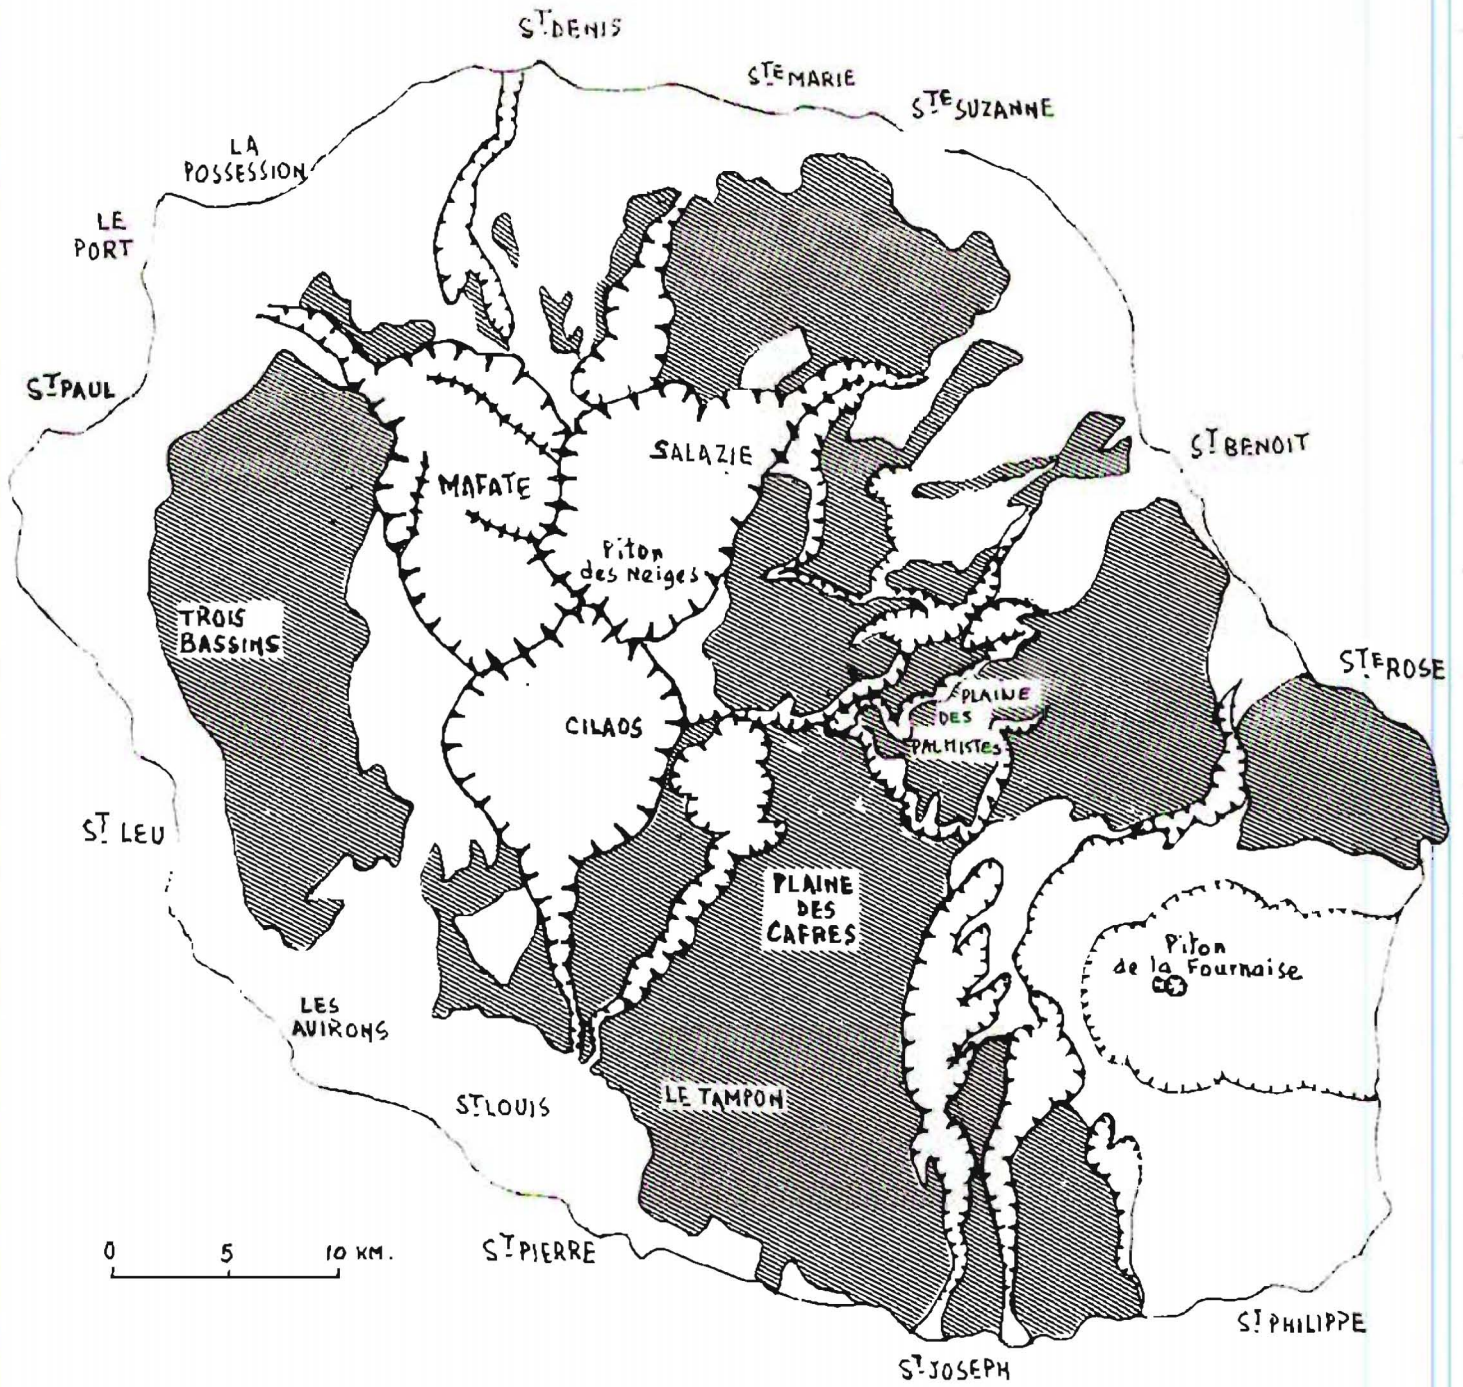 ST DENIS
STE MARIE
STE SUZANNE
LA
POSSESSION
LE
PORT
ST PAUL
SALAZIE
ST BENOIT
MAFATE
Piton
des Neiges
TROIS
BASSINS
STE ROSE
PLAINE
DES
PALMISTES
CILAOS
ST LEU
PLAINE
DES
CAFRES
Piton
de la Fournaise
LES
AVIRONS
LE TAMPON
ST LOUIS
0 5 10 KM.
ST PIERRE
ST PHILIPPE
ST JOSEPH